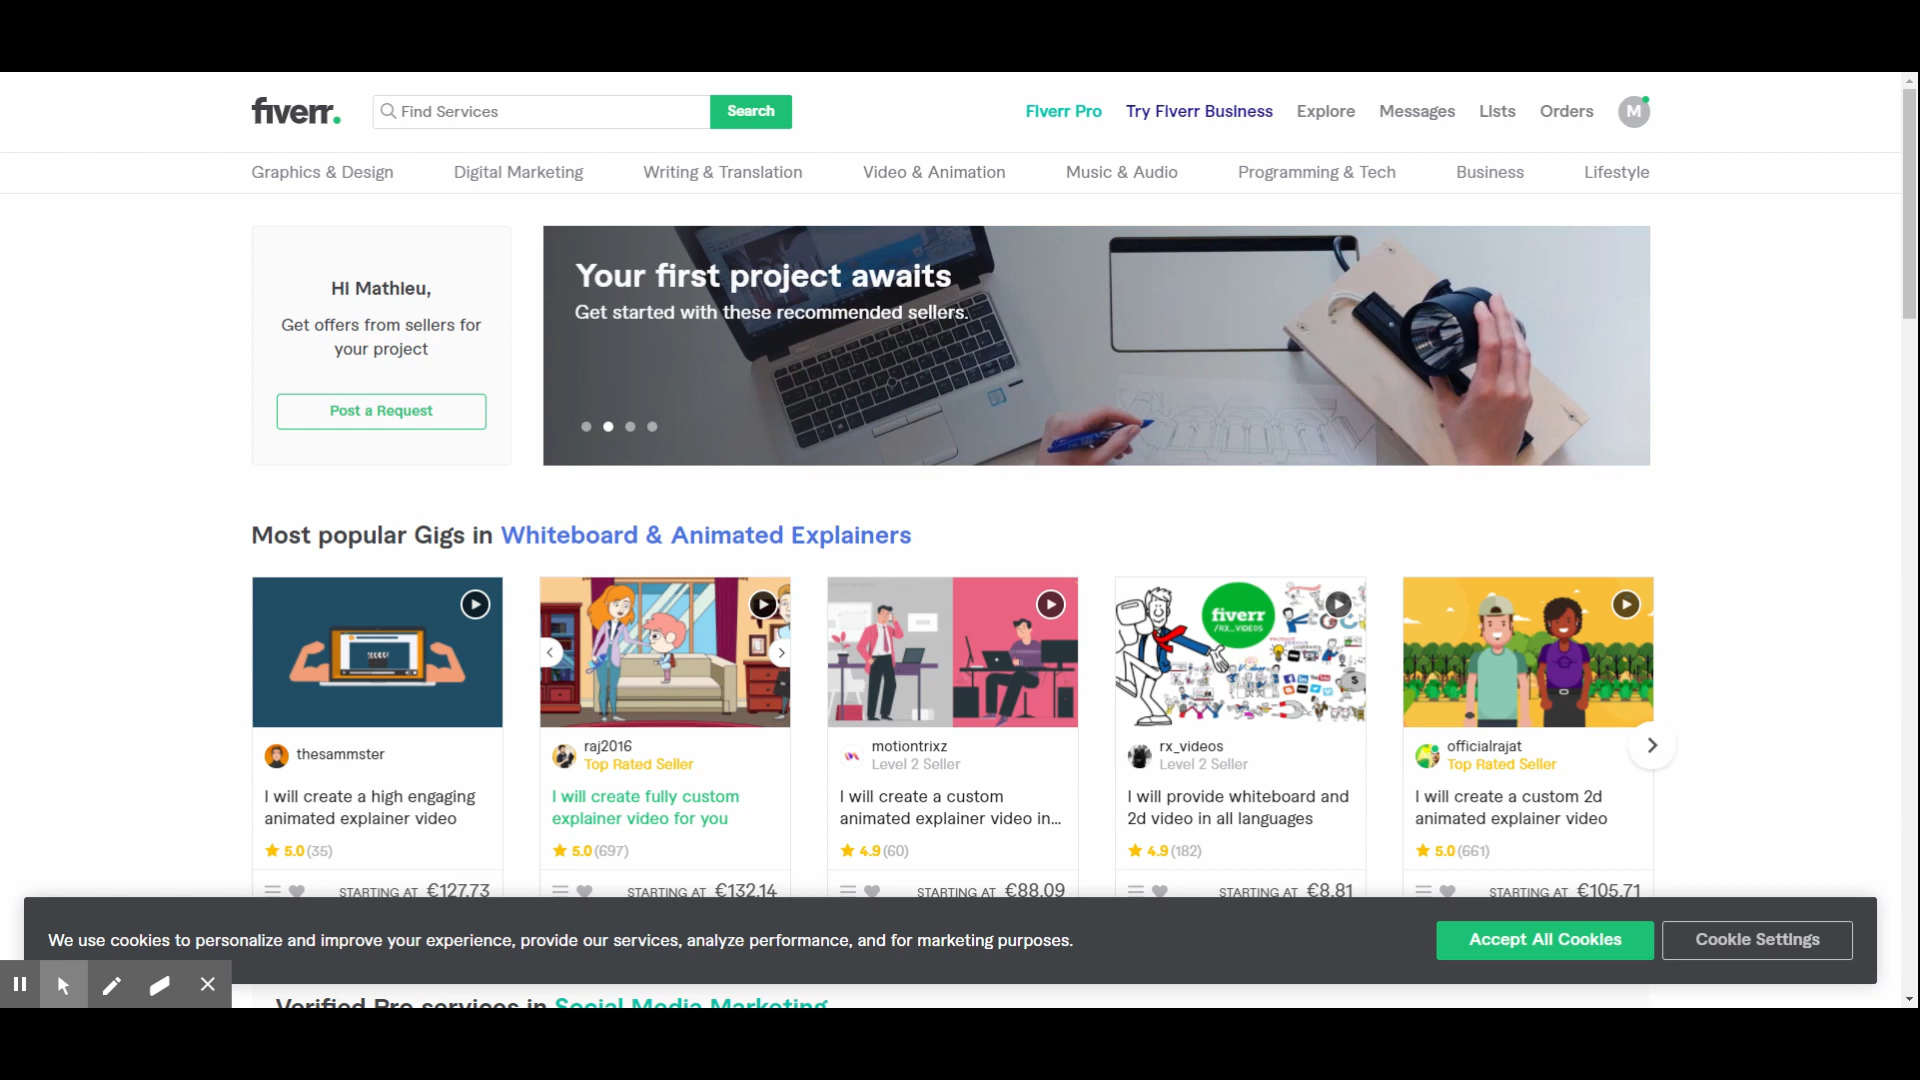 fiverr.
Find Services
Search
Fiverr Pro
Try Fiverr Business
Explore
Messages
Lists
Orders
M
Graphics & Design
Digital Marketing
Writing & Translation
Video & Animation
Music & Audio
Programming & Tech
Business
Lifestyle
Hi Mathieu,
Get offers from sellers for
your project
Post a Request
Your first project awaits
Get started with these recommended sellers.
Most popular Gigs in Whiteboard & Animated Explainers
thesammster
I will create a high engaging
animated explainer video
5.0 (35)
STARTING AT €127.73
raj2016
Top Rated Seller
I will create fully custom
explainer video for you
5.0 (697)
STARTING AT €132.14
motiontrixz
Level 2 Seller
I will create a custom
animated explainer video in...
4.9 (60)
STARTING AT €88.09
fiverr
/RX_VIDEOS
rx_videos
Level 2 Seller
I will provide whiteboard and
2d video in all languages
4.9 (182)
STARTING AT €8.81
officialrajat
Top Rated Seller
I will create a custom 2d
animated explainer video
5.0 (661)
STARTING AT €105.71
We use cookies to personalize and improve your experience, provide our services, analyze performance, and for marketing purposes.
Accept All Cookies
Cookie Settings
Verified Pro services in Social Media Marketing